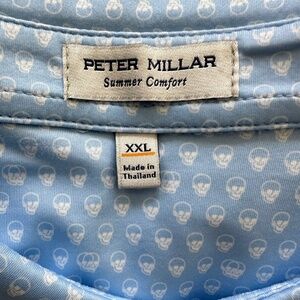 PETER MILLAR
Summer Comfort
XXL
Made in
Thailand